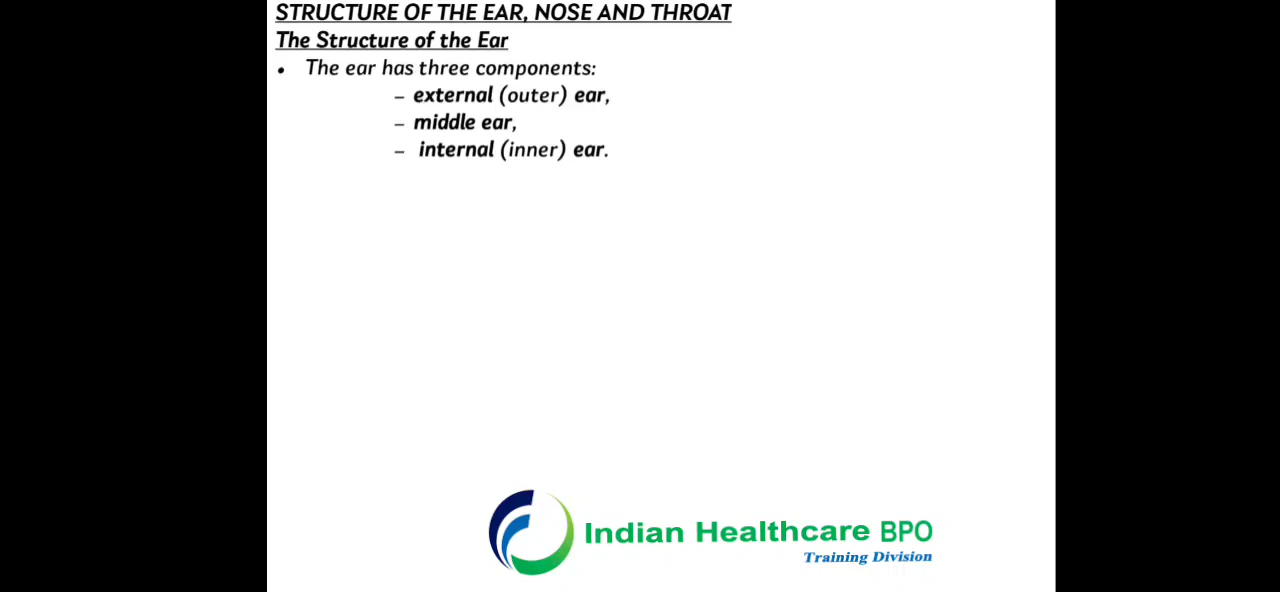 STRUCTURE OF THE EAR, NOSE AND THROAT
The Structure of the Ear
• The ear has three components:
– external (outer) ear,
– middle ear,
– internal (inner) ear.
Indian Healthcare BPO
Training Division